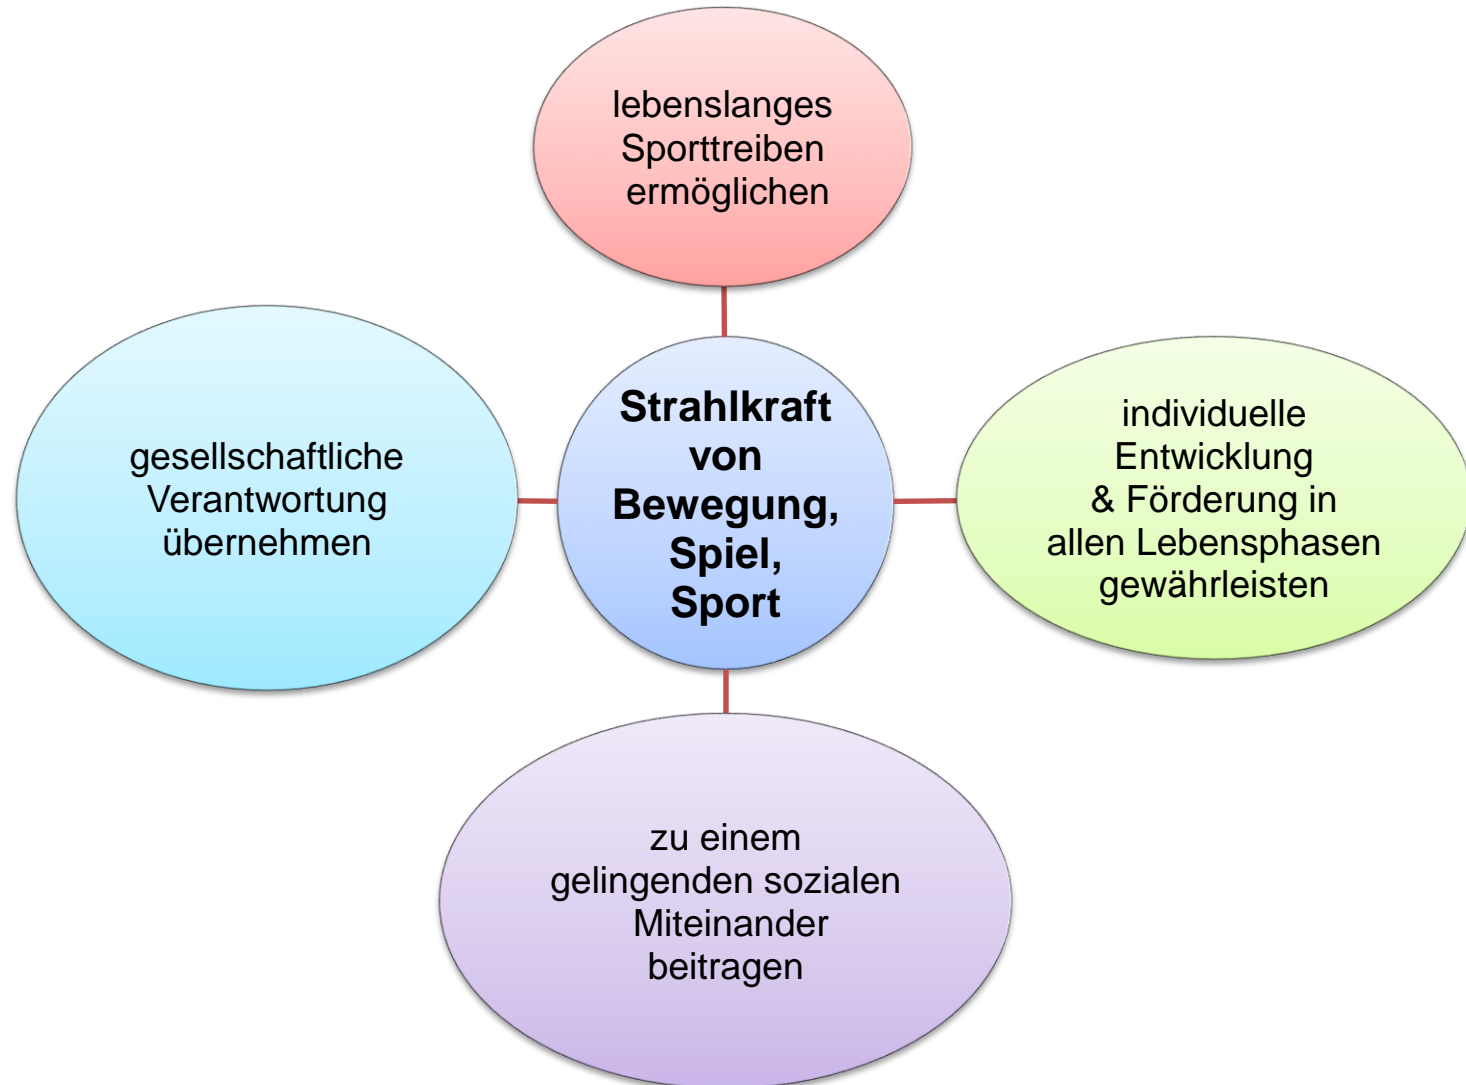 lebenslanges
Sporttreiben
ermöglichen
gesellschaftliche
Verantwortung
übernehmen
Strahlkraft
von
Bewegung,
Spiel,
Sport
individuelle
Entwicklung
& Förderung in
allen Lebensphasen
gewährleisten
zu einem
gelingenden sozialen
Miteinander
beitragen